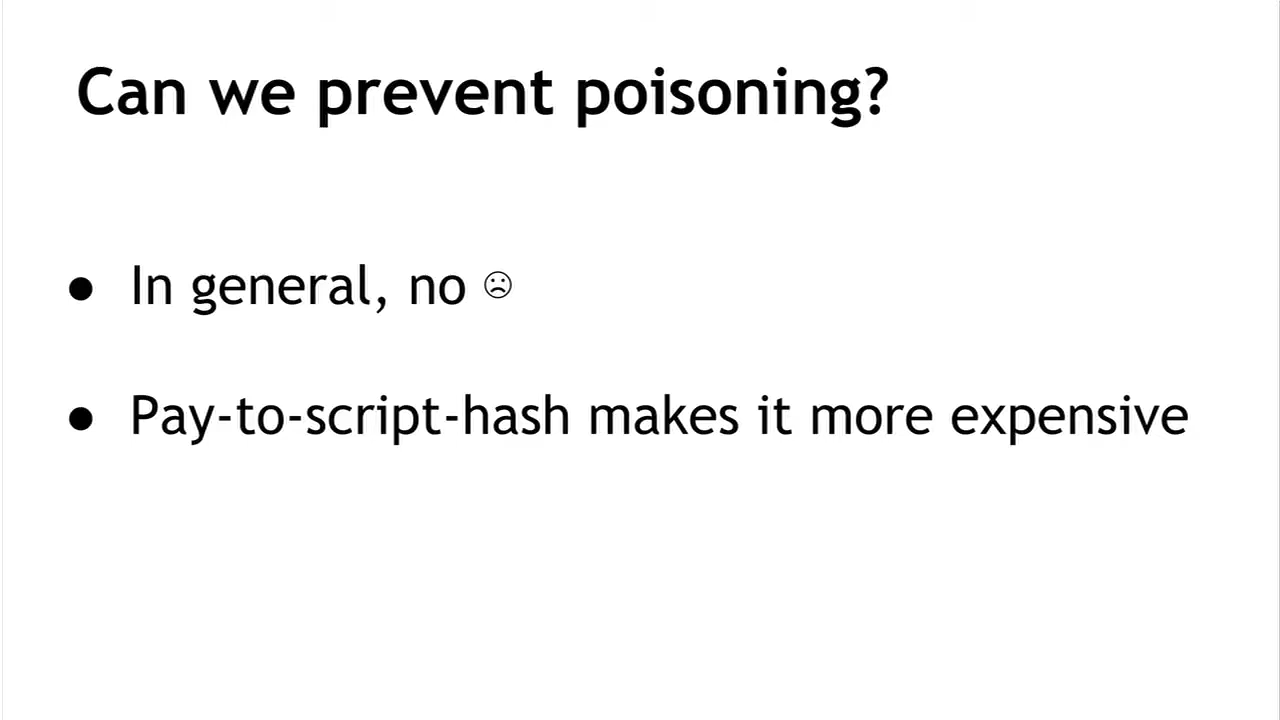 Can we prevent poisoning?
● In general, no ☹
● Pay-to-script-hash makes it more expensive